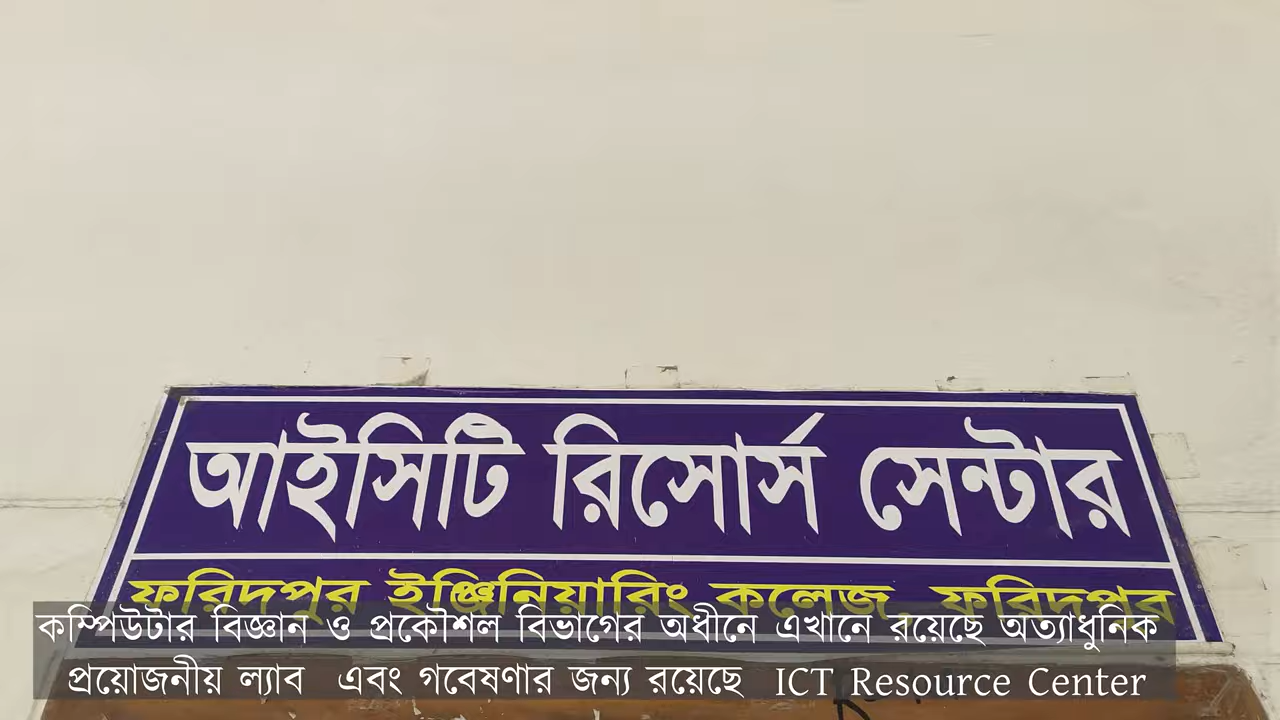 আইসিটি রিসোর্স সেন্টার
ফরিদপুর ইঞ্জিনিয়ারিং কলেজ, ফরিদপুর
কম্পিউটার বিজ্ঞান ও প্রকৌশল বিভাগের অধীনে এখানে রয়েছে অত্যাধুনিক
প্রয়োজনীয় ল্যাব এবং গবেষণার জন্য রয়েছে ICT Resource Center